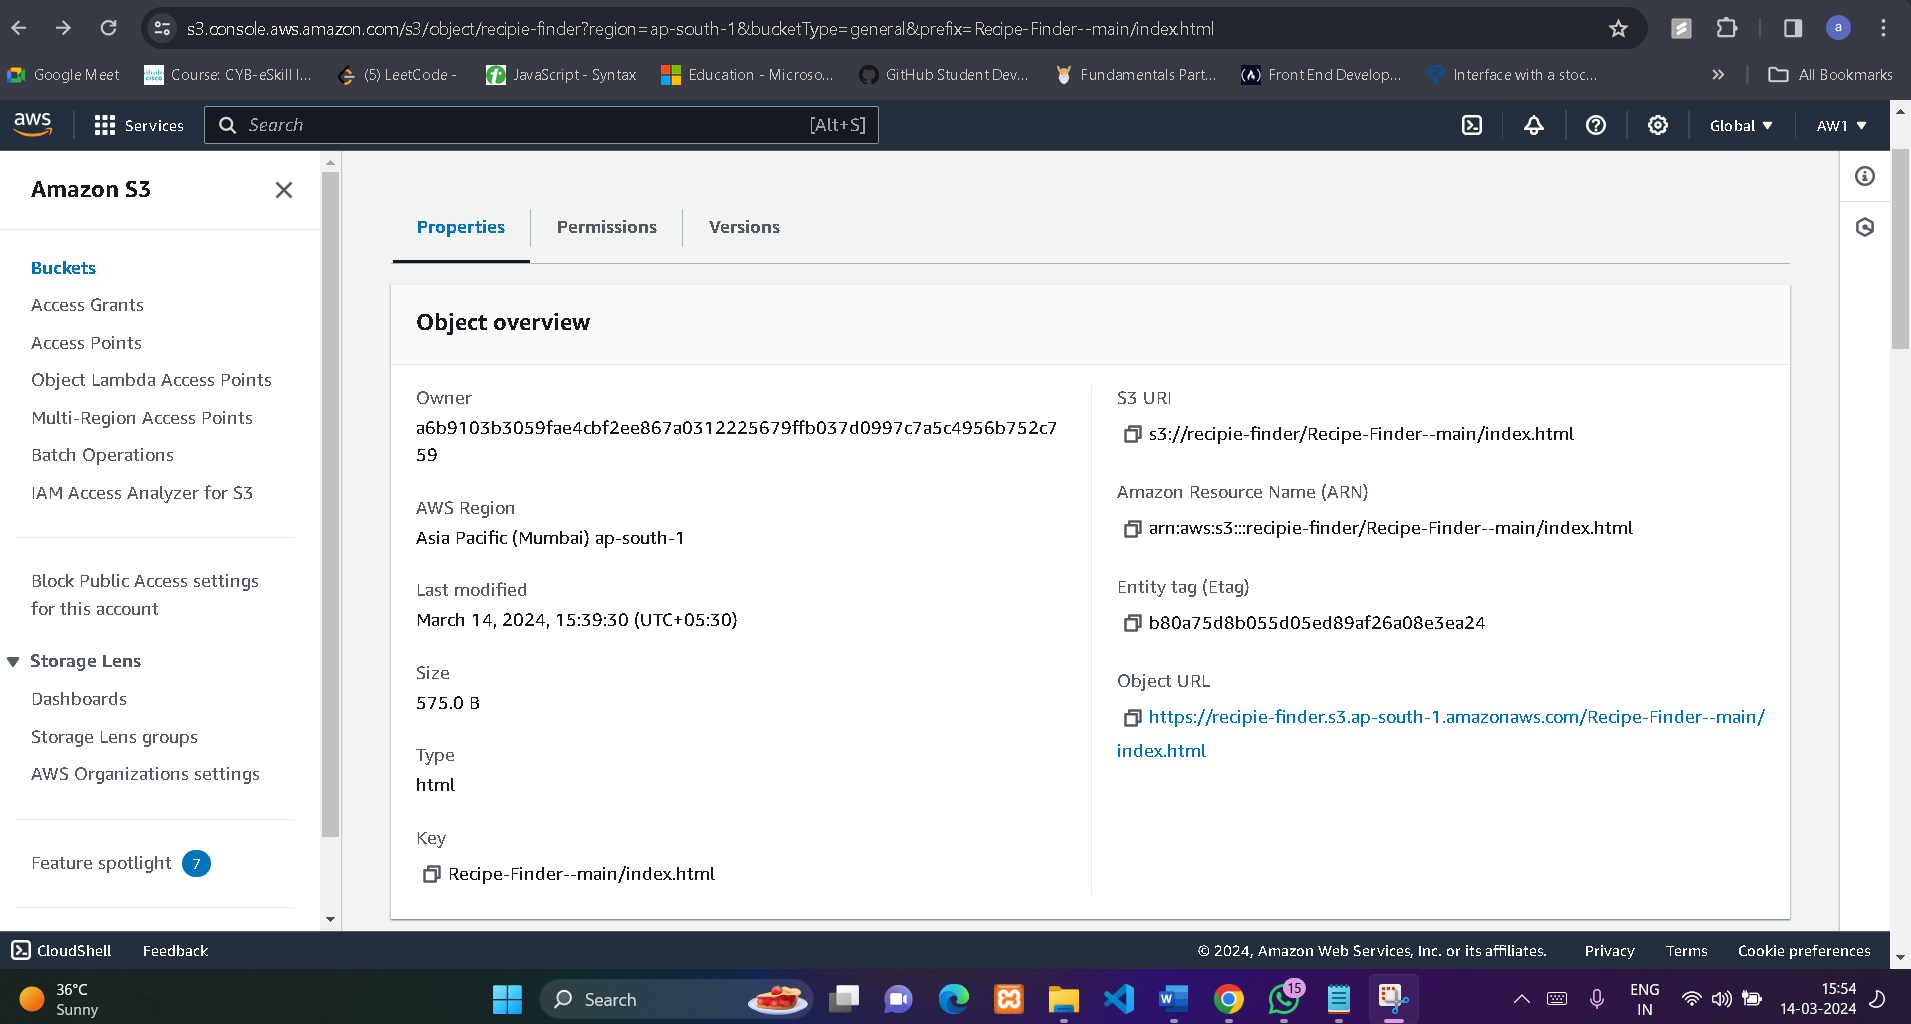 s3.console.aws.amazon.com/s3/object/recipie-finder?region=ap-south-1&bucketType=general&prefix=Recipe-Finder--main/index.html
a
Google Meet
Course: CYB-eSkill I...
(5) LeetCode -
JavaScript - Syntax
Education - Microso...
GitHub Student Dev...
Fundamentals Part...
Front End Develop...
Interface with a stoc...
»
All Bookmarks
aws
Services
Search
[Alt+S]
Global
AW1
Amazon S3
Buckets
Access Grants
Access Points
Object Lambda Access Points
Multi-Region Access Points
Batch Operations
IAM Access Analyzer for S3
Block Public Access settings
for this account
Storage Lens
Dashboards
Storage Lens groups
AWS Organizations settings
Feature spotlight 7
Properties
Permissions
Versions
Object overview
Owner
a6b9103b3059fae4cbf2ee867a0312225679ffb037d0997c7a5c4956b752c7
59
AWS Region
Asia Pacific (Mumbai) ap-south-1
Last modified
March 14, 2024, 15:39:30 (UTC+05:30)
Size
575.0 B
Type
html
Key
Recipe-Finder--main/index.html
S3 URI
s3://recipie-finder/Recipe-Finder--main/index.html
Amazon Resource Name (ARN)
arn:aws:s3:::recipie-finder/Recipe-Finder--main/index.html
Entity tag (Etag)
b80a75d8b055d05ed89af26a08e3ea24
Object URL
https://recipie-finder.s3.ap-south-1.amazonaws.com/Recipe-Finder--main/
index.html
CloudShell
Feedback
© 2024, Amazon Web Services, Inc. or its affiliates.
Privacy
Terms
Cookie preferences
36°C
Sunny
Search
15
ENG
IN
15:54
14-03-2024